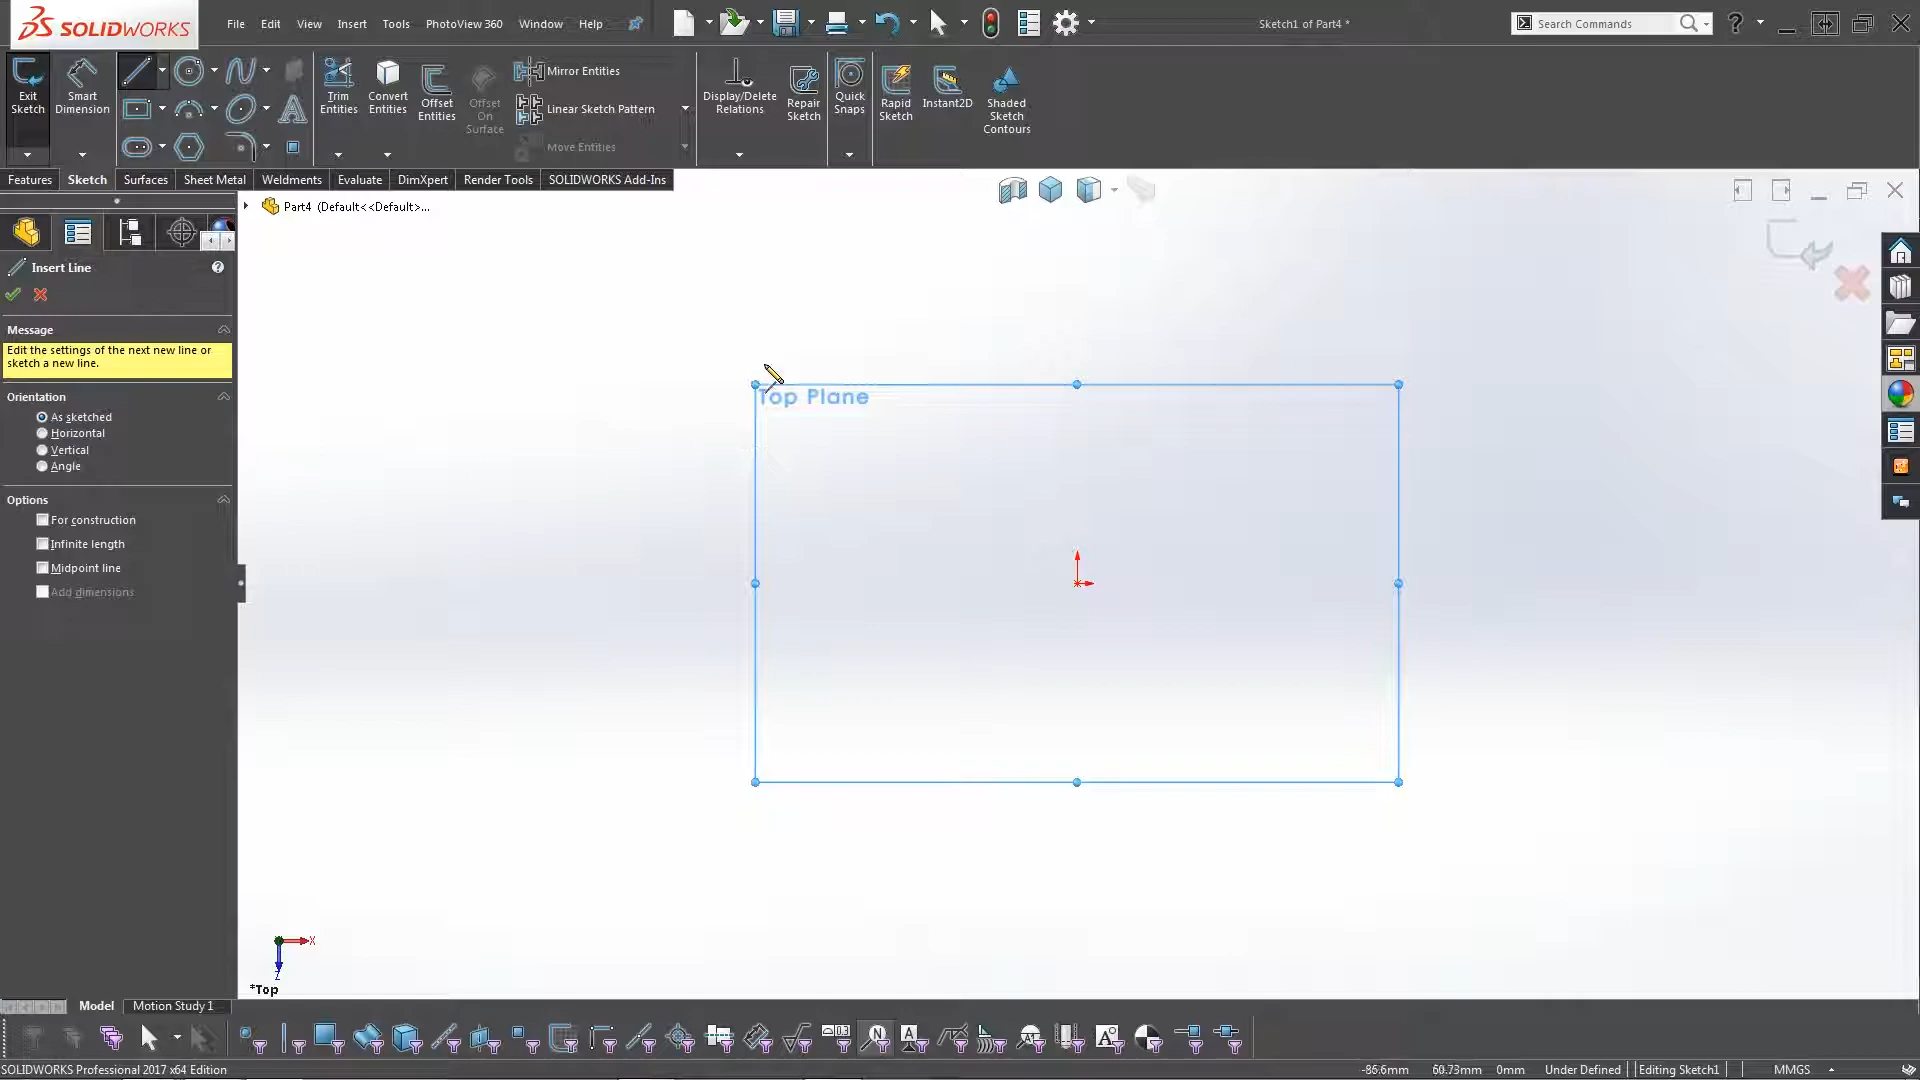 SOLIDWORKS
File Edit View Insert Tools PhotoView 360 Window Help
Sketch1 of Part4 *
Search Commands
?
Exit Sketch
Smart Dimension
Trim Entities
Convert Entities
Offset Entities
Offset On Surface
Mirror Entities
Linear Sketch Pattern
Move Entities
Display/Delete Relations
Repair Sketch
Quick Snaps
Rapid Sketch
Instant2D
Shaded Sketch Contours
Features Sketch Surfaces Sheet Metal Weldments Evaluate DimXpert Render Tools SOLIDWORKS Add-Ins
Part4 (Default<<Default>...
Insert Line
?
Message
Edit the settings of the next new line or
sketch a new line.
Orientation
As sketched
Horizontal
Vertical
Angle
Options
For construction
Infinite length
Midpoint line
Add dimensions
Top Plane
X
Z
*Top
Model Motion Study 1
SOLIDWORKS Professional 2017 x64 Edition
-86.6mm 60.73mm 0mm Under Defined Editing Sketch1 MMGS